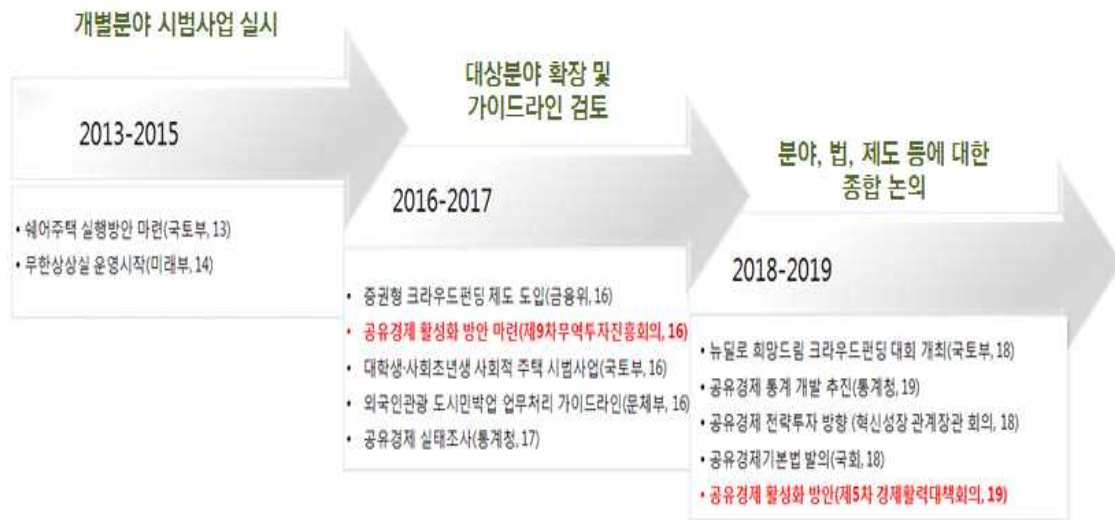 개별분야 시범사업 실시
2013-2015
• 쉐어주택 실행방안 마련(국토부, 13)
• 무한상상실 운영시작(미래부, 14)
대상분야 확장 및
가이드라인 검토
2016-2017
• 증권형 크라우드펀딩 제도 도입(금융위, 16)
• 공유경제 활성화 방안 마련(제9차무역투자진흥회의, 16)
• 대학생·사회초년생 사회적 주택 시범사업(국토부, 16)
• 외국인관광 도시민박업 업무처리 가이드라인(문체부, 16)
• 공유경제 실태조사(통계청, 17)
분야, 법, 제도 등에 대한
종합 논의
2018-2019
• 뉴딜로 희망드림 크라우드펀딩 대회 개최(국토부, 18)
• 공유경제 통계 개발 추진(통계청, 19)
• 공유경제 전략투자 방향 (혁신성장 관계장관 회의, 18)
• 공유경제기본법 발의(국회, 18)
• 공유경제 활성화 방안(제5차 경제활력대책회의, 19)